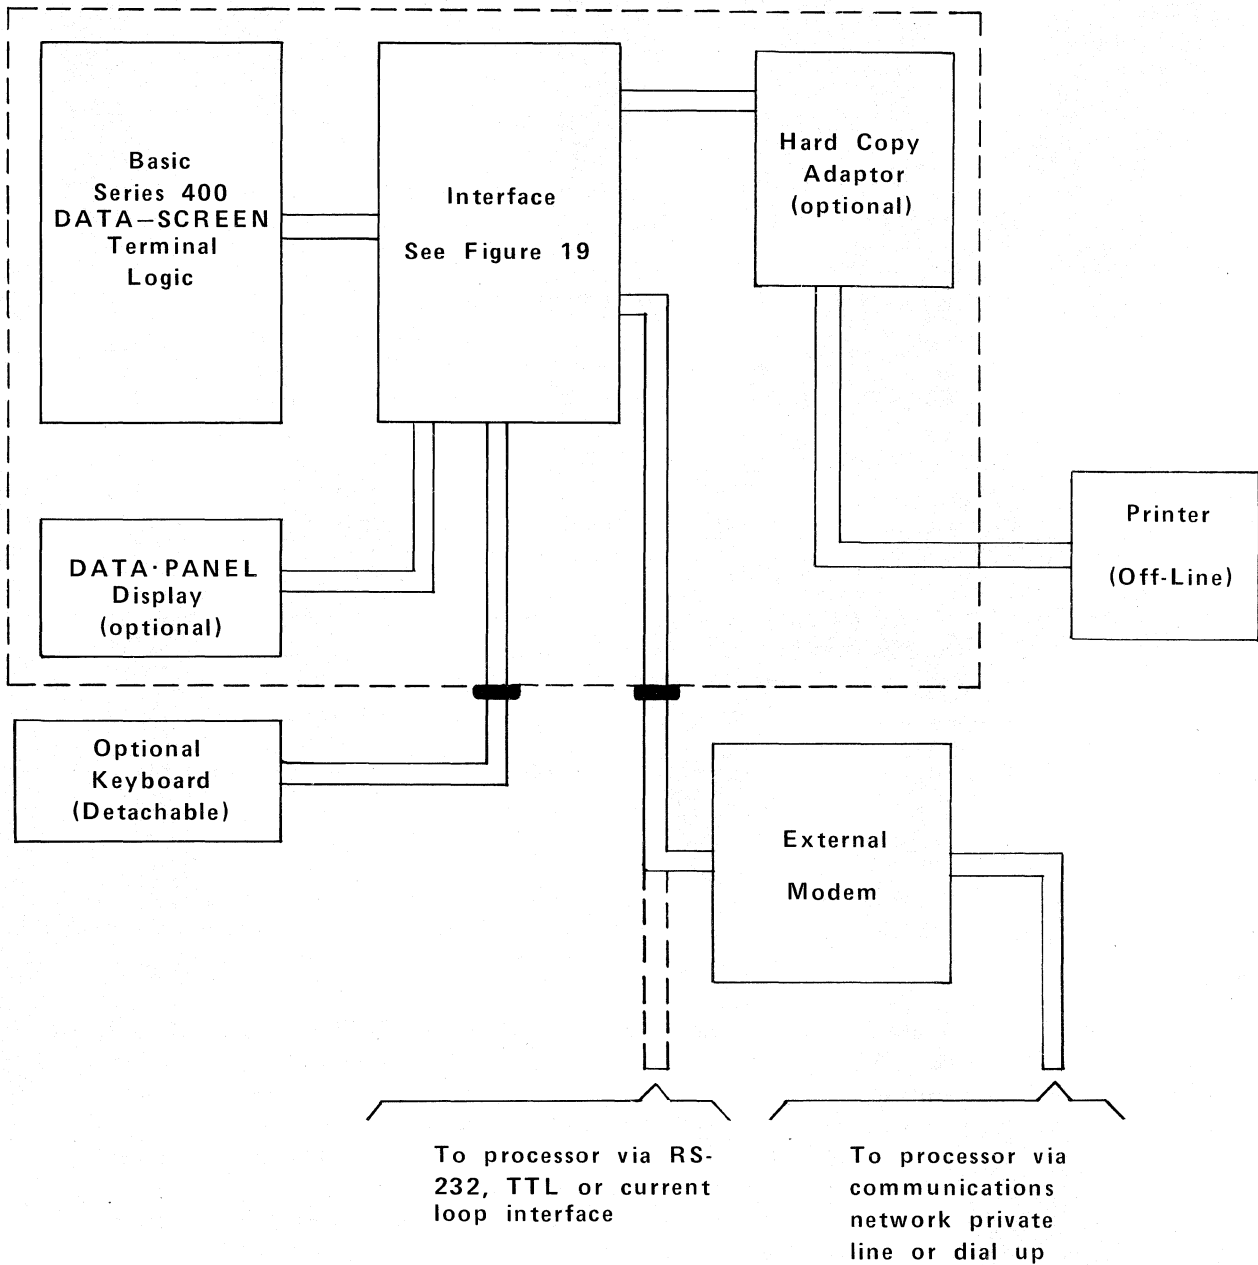 Basic
Series 400
DATA–SCREEN
Terminal
Logic
Interface
See Figure 19
Hard Copy
Adaptor
(optional)
DATA·PANEL
Display
(optional)
Printer
(Off-Line)
Optional
Keyboard
(Detachable)
External
Modem
To processor via RS-
232, TTL or current
loop interface
To processor via
communications
network private
line or dial up